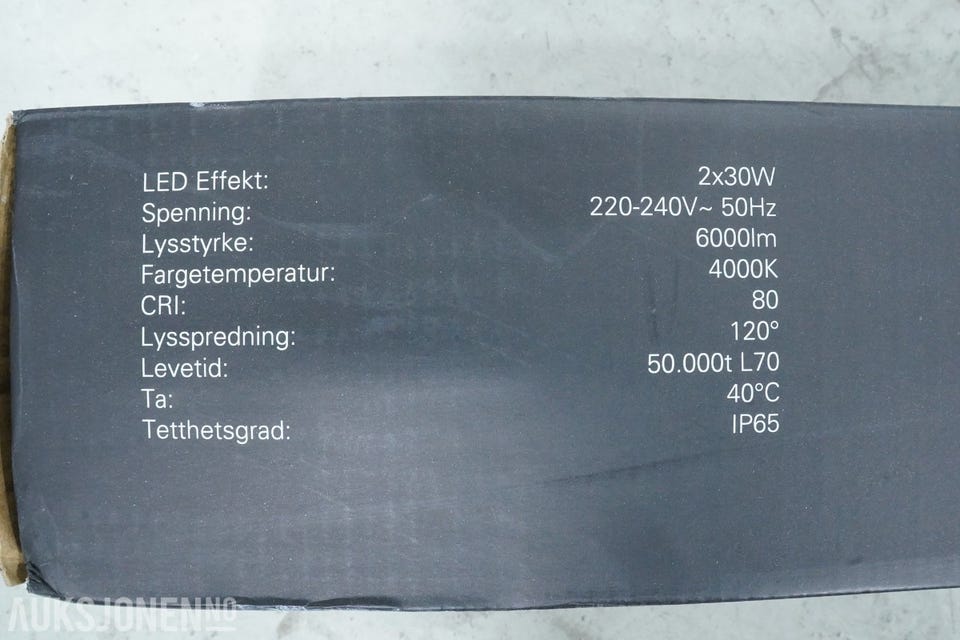 LED Effekt: 2x30W
Spenning: 220-240V~ 50Hz
Lysstyrke: 6000lm
Fargetemperatur: 4000K
CRI: 80
Lysspredning: 120°
Levetid: 50.000t L70
Ta: 40°C
Tetthetsgrad: IP65
AUKSJONEN.NO